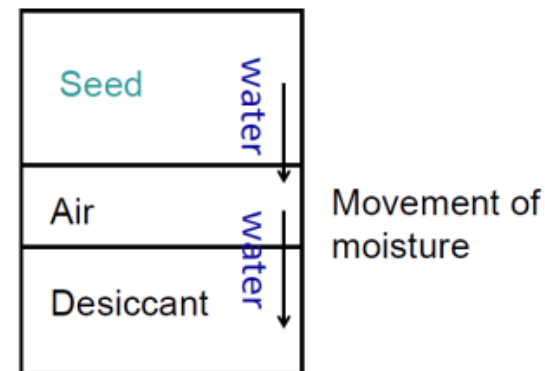 Seed
water
Air
water
Desiccant
Movement of
moisture